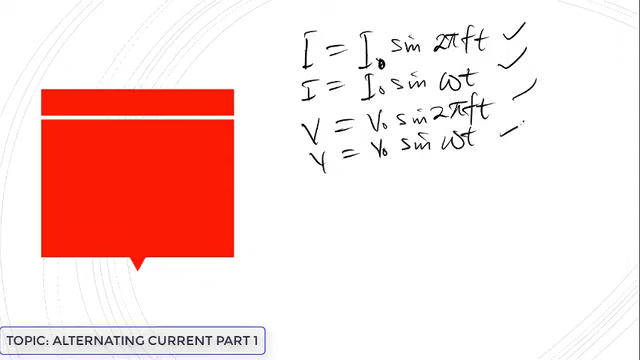 I = I₀ sin 2πft
I = I₀ sin ωt
V = V₀ sin 2πft
V = V₀ sin ωt
TOPIC: ALTERNATING CURRENT PART 1